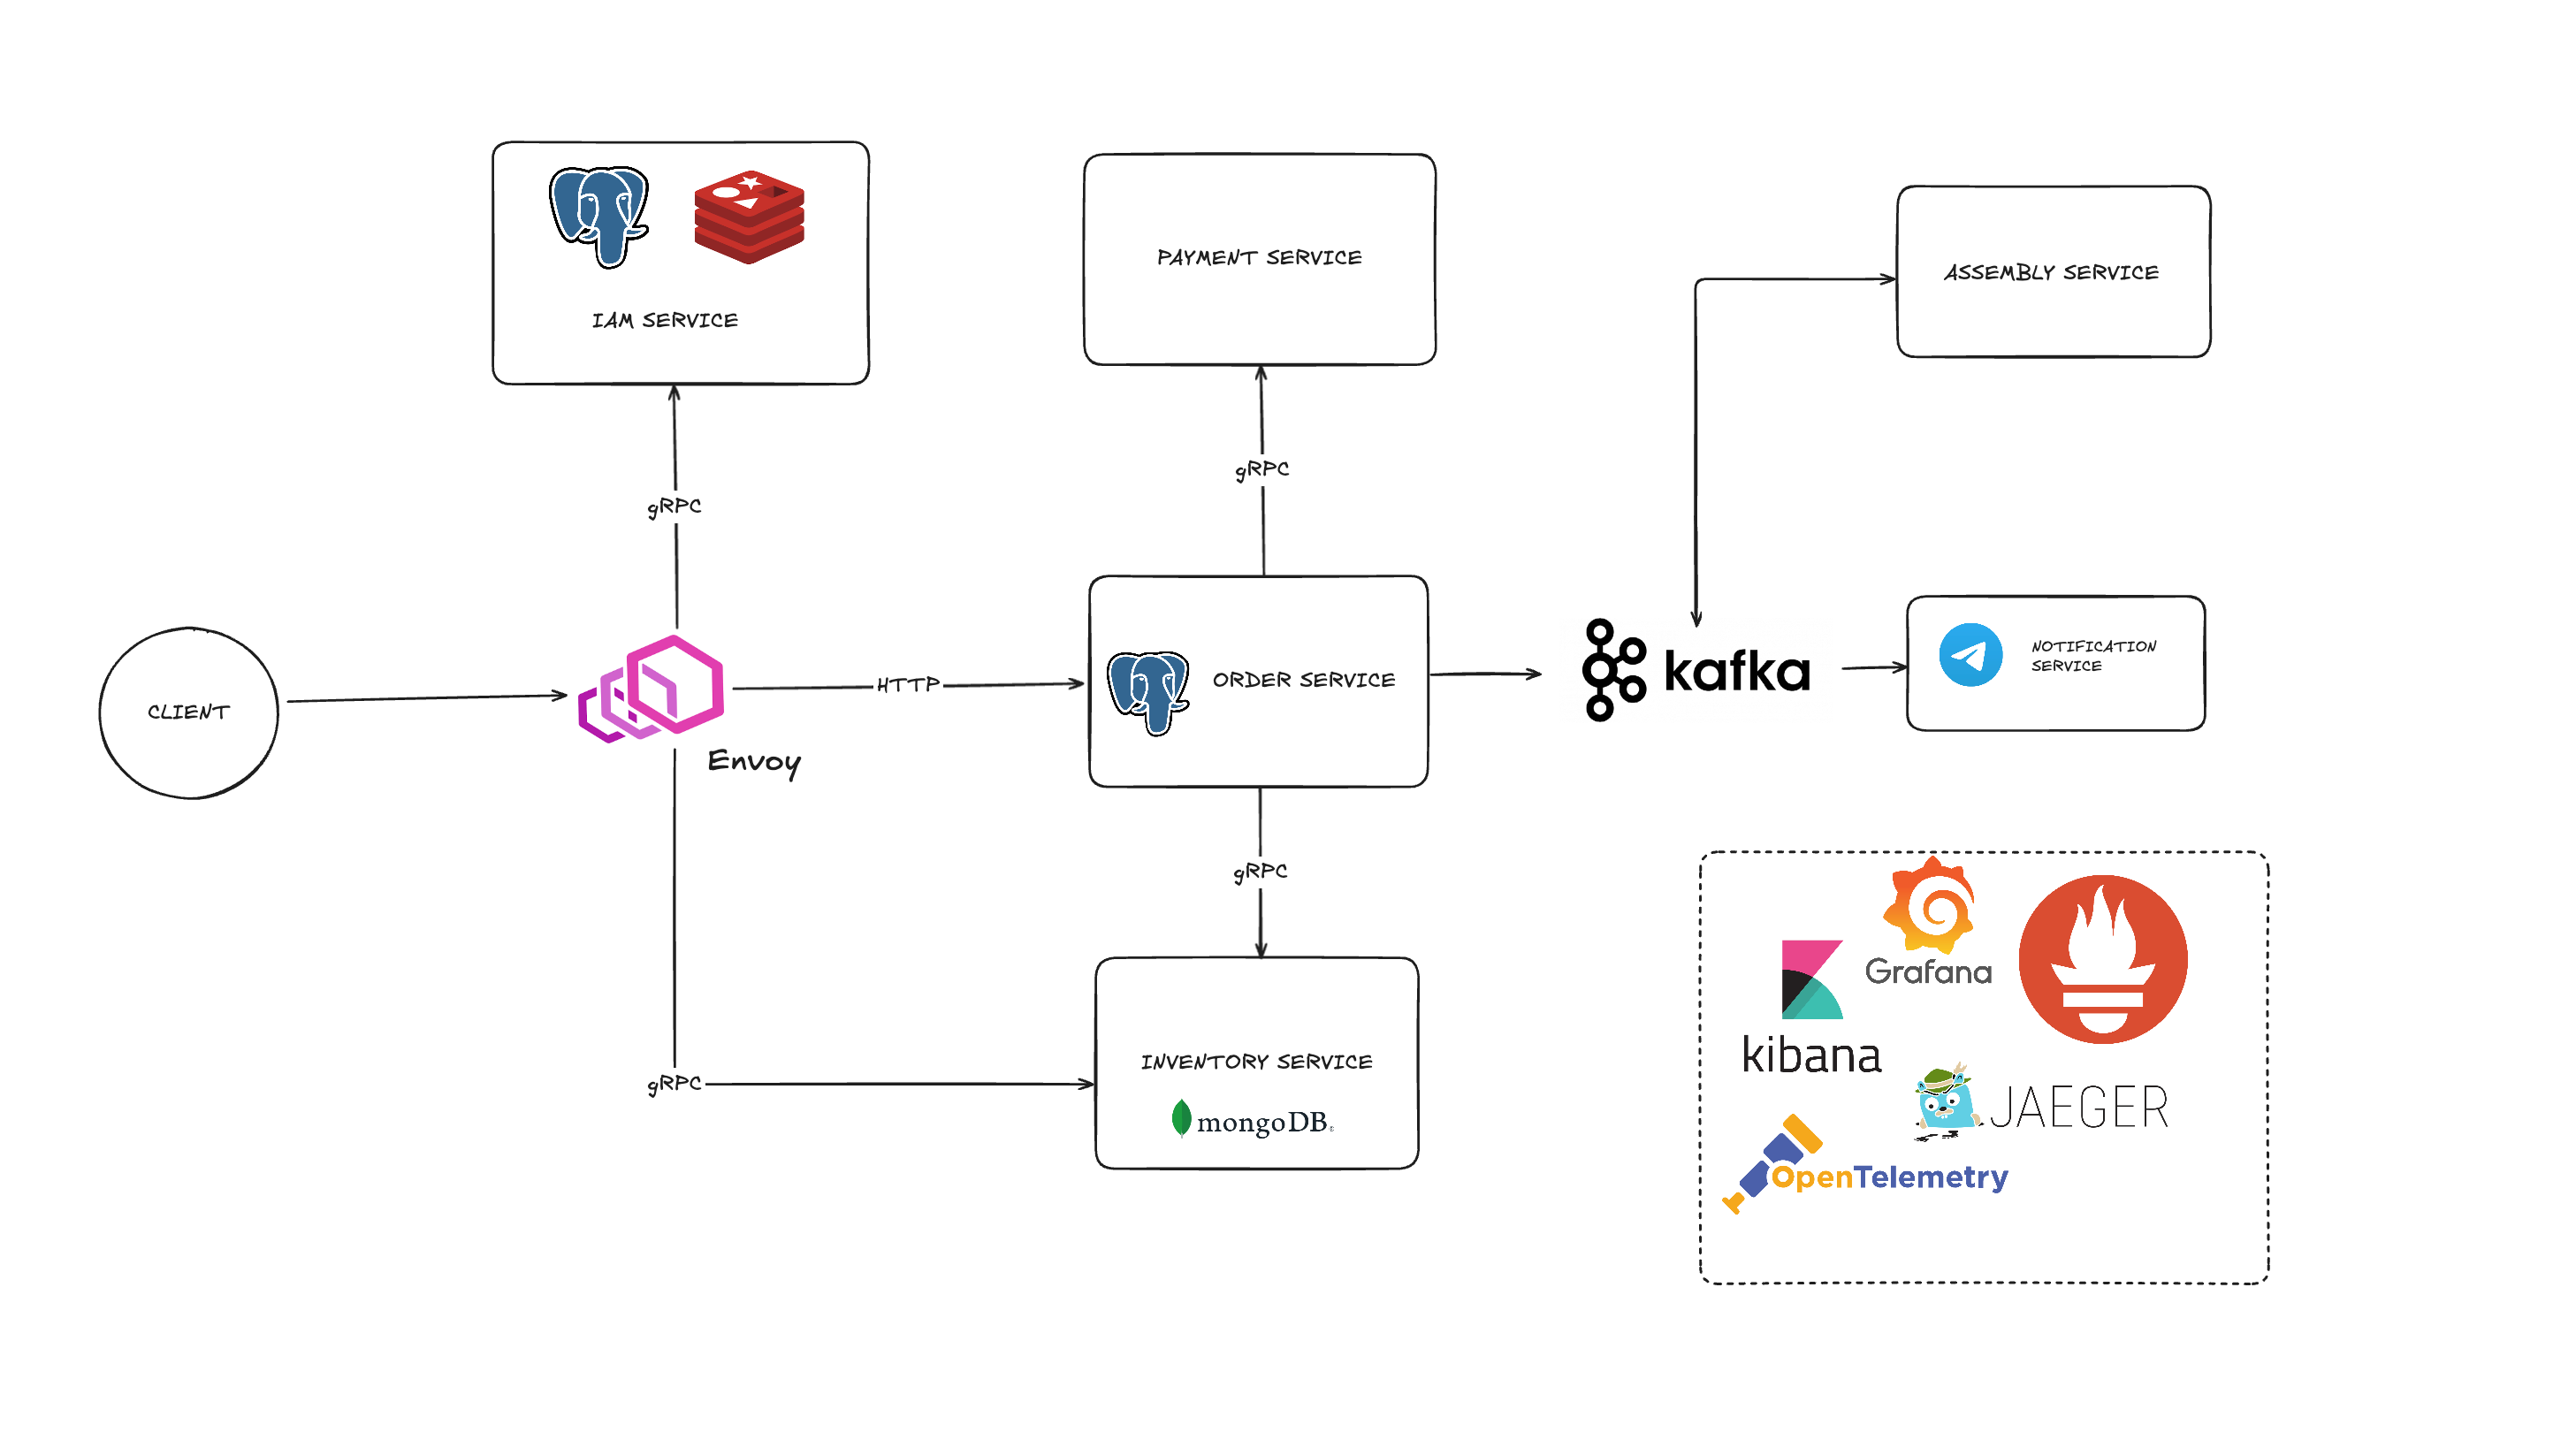 IAM SERVICE
PAYMENT SERVICE
ASSEMBLY SERVICE
gRPC
gRPC
CLIENT
Envoy
HTTP
ORDER SERVICE
kafka
NOTIFICATION
SERVICE
gRPC
gRPC
INVENTORY SERVICE
mongoDB
Grafana
kibana
JAEGER
OpenTelemetry